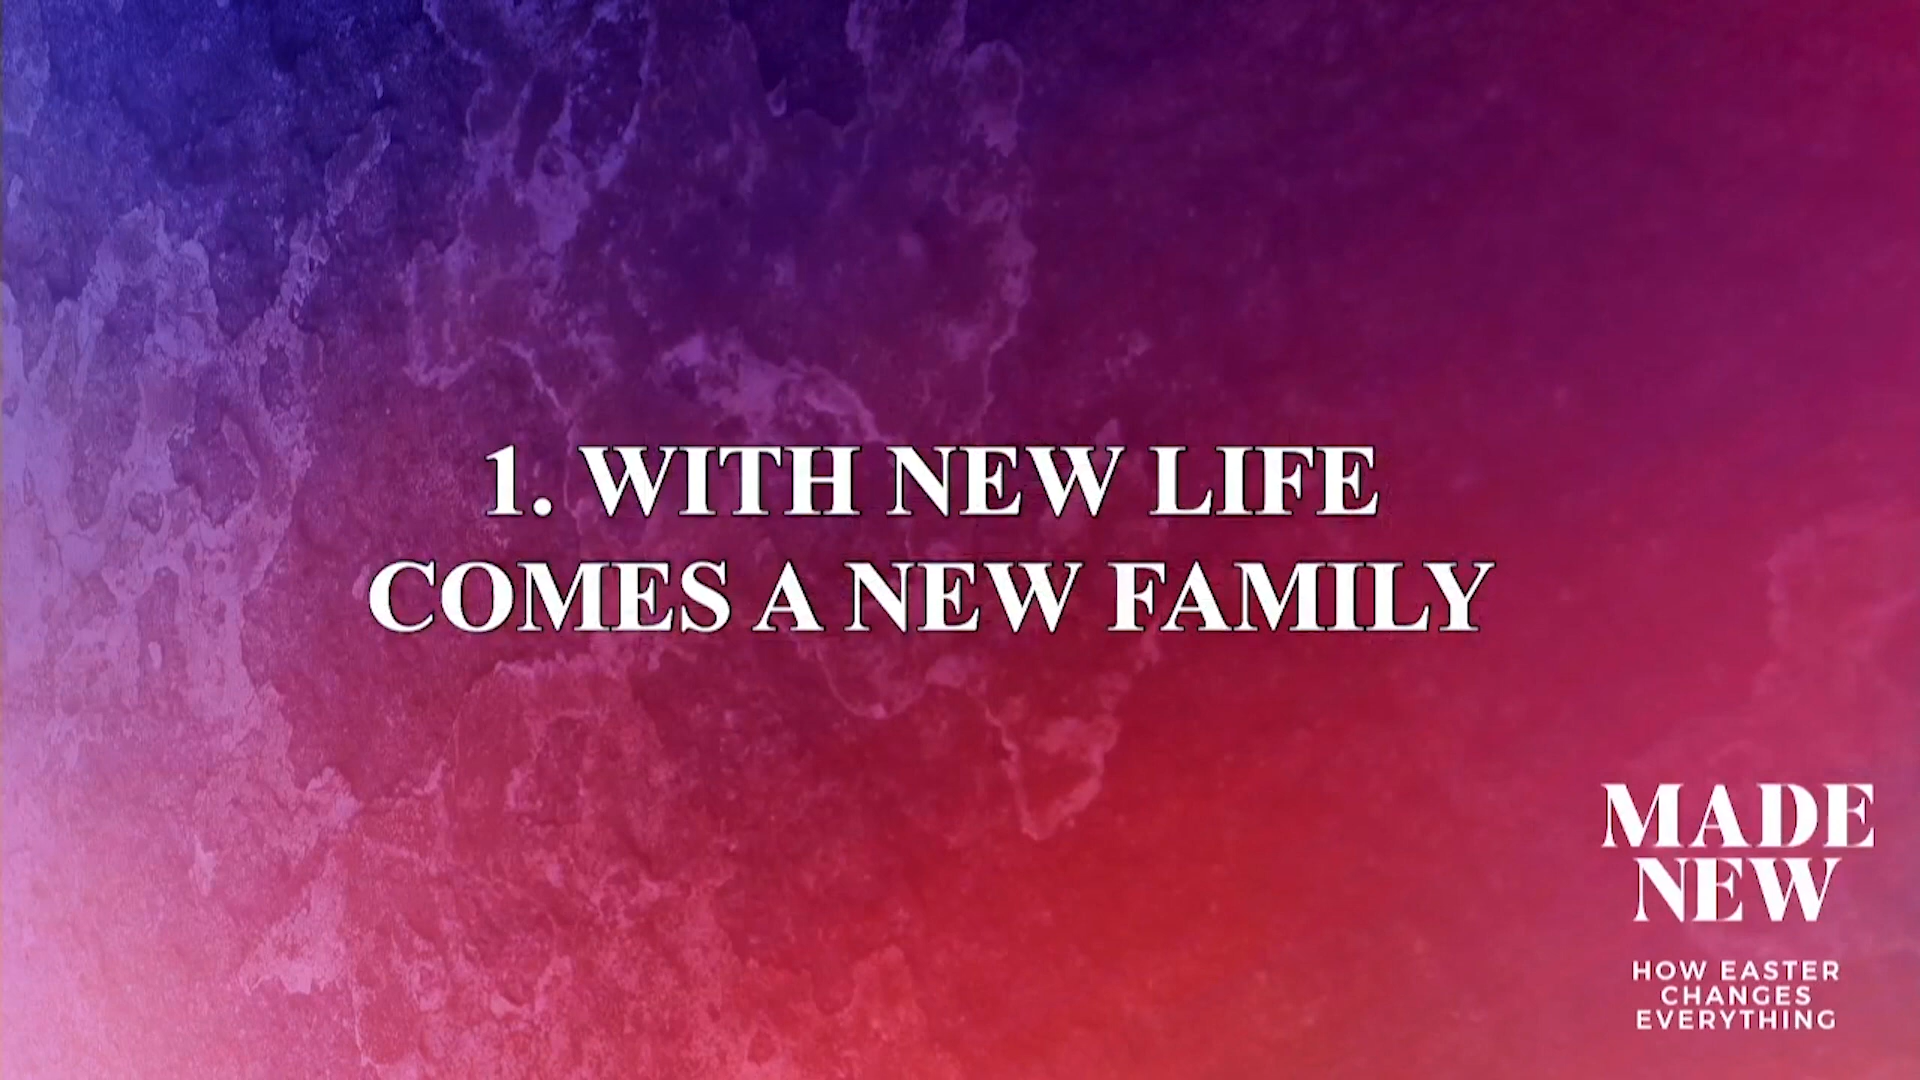 1. WITH NEW LIFE
COMES A NEW FAMILY
MADE
NEW
HOW EASTER
CHANGES
EVERYTHING